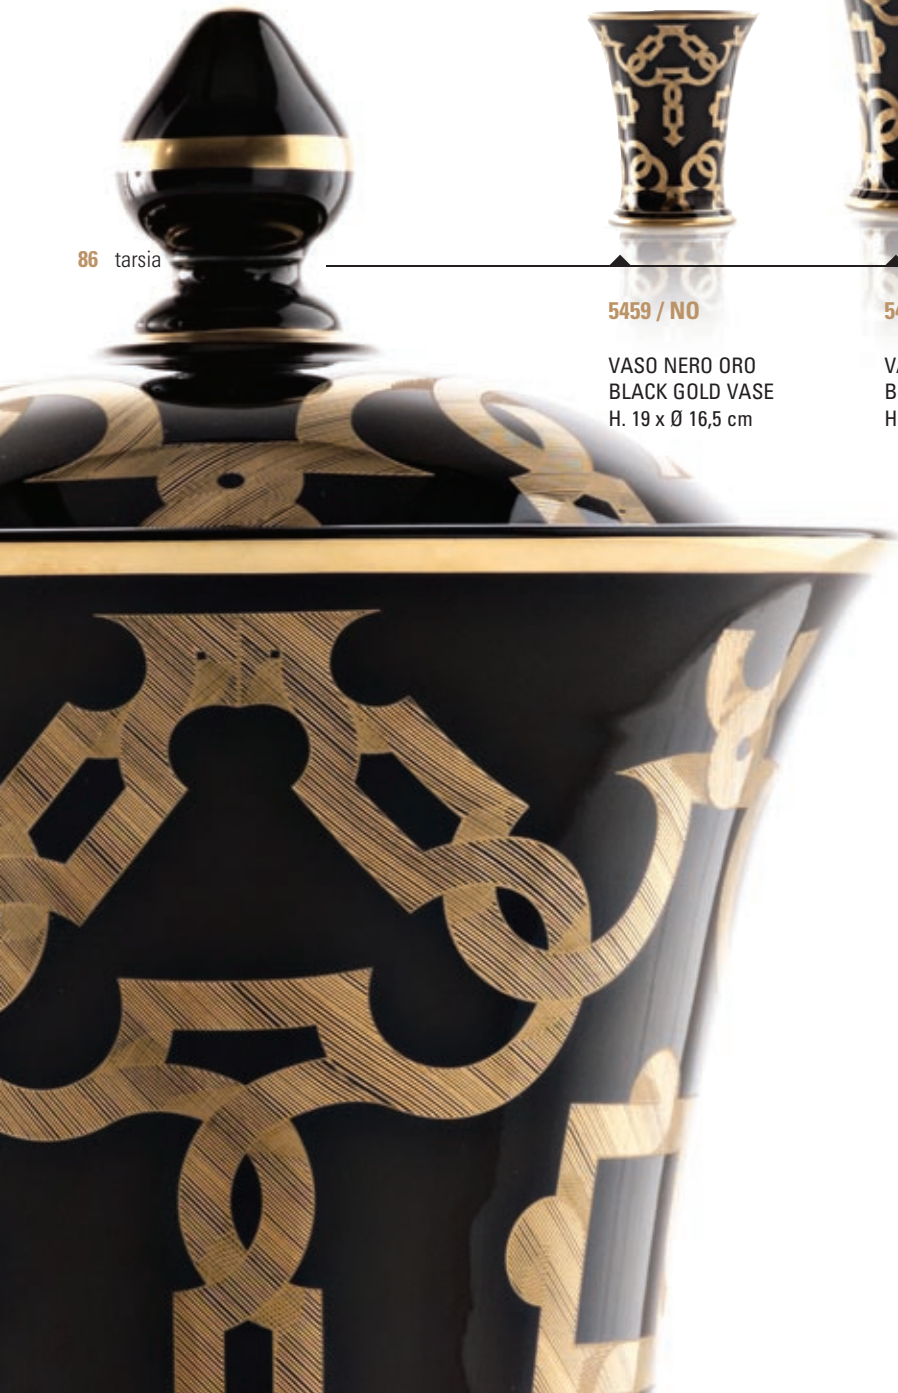 86 tarsia
5459 / NO
VASO NERO ORO
BLACK GOLD VASE
H. 19 x Ø 16,5 cm